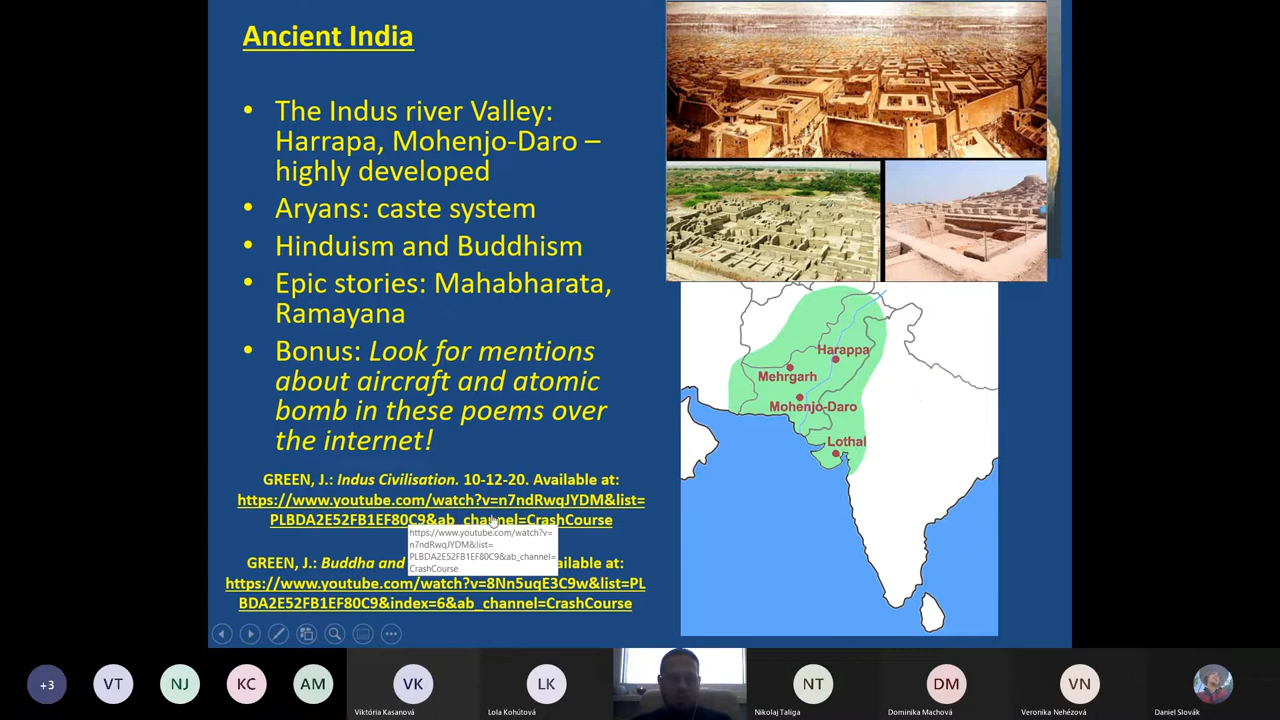 Ancient India
• The Indus river Valley:
Harrapa, Mohenjo-Daro –
highly developed
• Aryans: caste system
• Hinduism and Buddhism
• Epic stories: Mahabharata,
Ramayana
• Bonus: Look for mentions
about aircraft and atomic
bomb in these poems over
the internet!
GREEN, J.: Indus Civilisation. 10-12-20. Available at:
https://www.youtube.com/watch?v=n7ndRwqJYDM&list=
PLBDA2E52FB1EF80C9&ab_channel=CrashCourse
https://www.youtube.com/watch?v=
n7ndRwqJYDM&list=
PLBDA2E52FB1EF80C9&ab_channel=
CrashCourse
GREEN, J.: Buddha and ailable at:
https://www.youtube.com/watch?v=8Nn5uqE3C9w&list=PL
BDA2E52FB1EF80C9&index=6&ab_channel=CrashCourse
Harappa
Mehrgarh
Mohenjo-Daro
Lothal
+3
VT
NJ
KC
AM
VK
Viktória Kasanová
LK
Lola Kohútová
NT
Nikolaj Taliga
DM
Dominika Machová
VN
Veronika Nehézová
Daniel Slovák